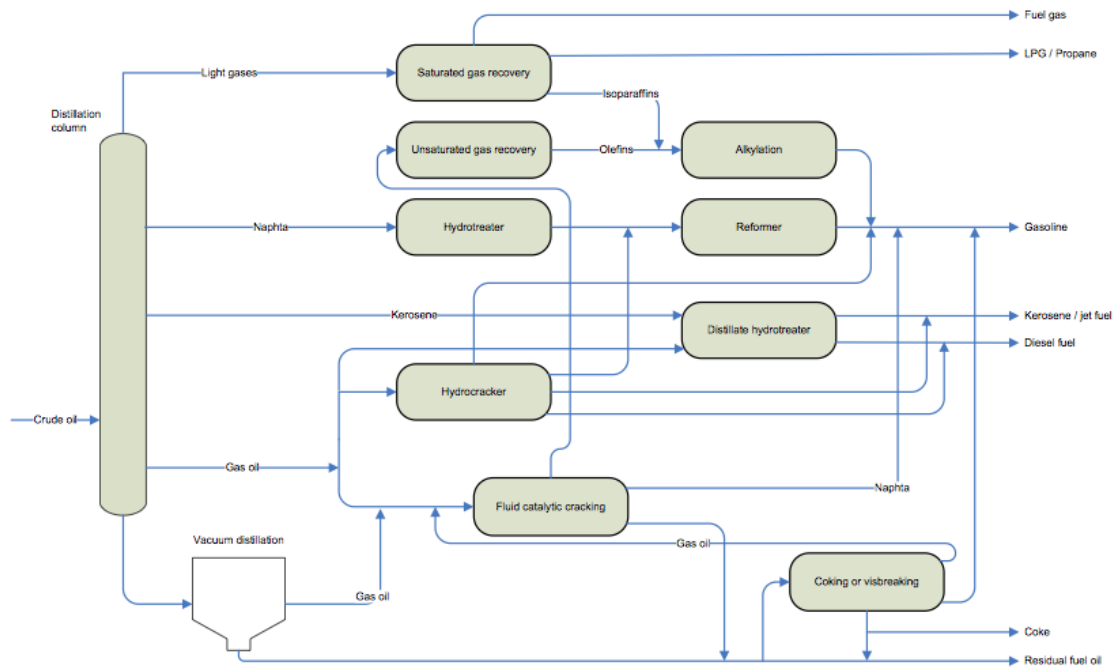 Fuel gas
LPG / Propane
Light gases
Saturated gas recovery
Isoparaffins
Distillation
column
Unsaturated gas recovery
Olefins
Alkylation
Naphta
Hydrotreater
Reformer
Gasoline
Kerosene
Distillate hydrotreater
Kerosene / jet fuel
Diesel fuel
Hydrocracker
Crude oil
Gas oil
Naphta
Fluid catalytic cracking
Vacuum distillation
Gas oil
Coking or visbreaking
Gas oil
Coke
Residual fuel oil